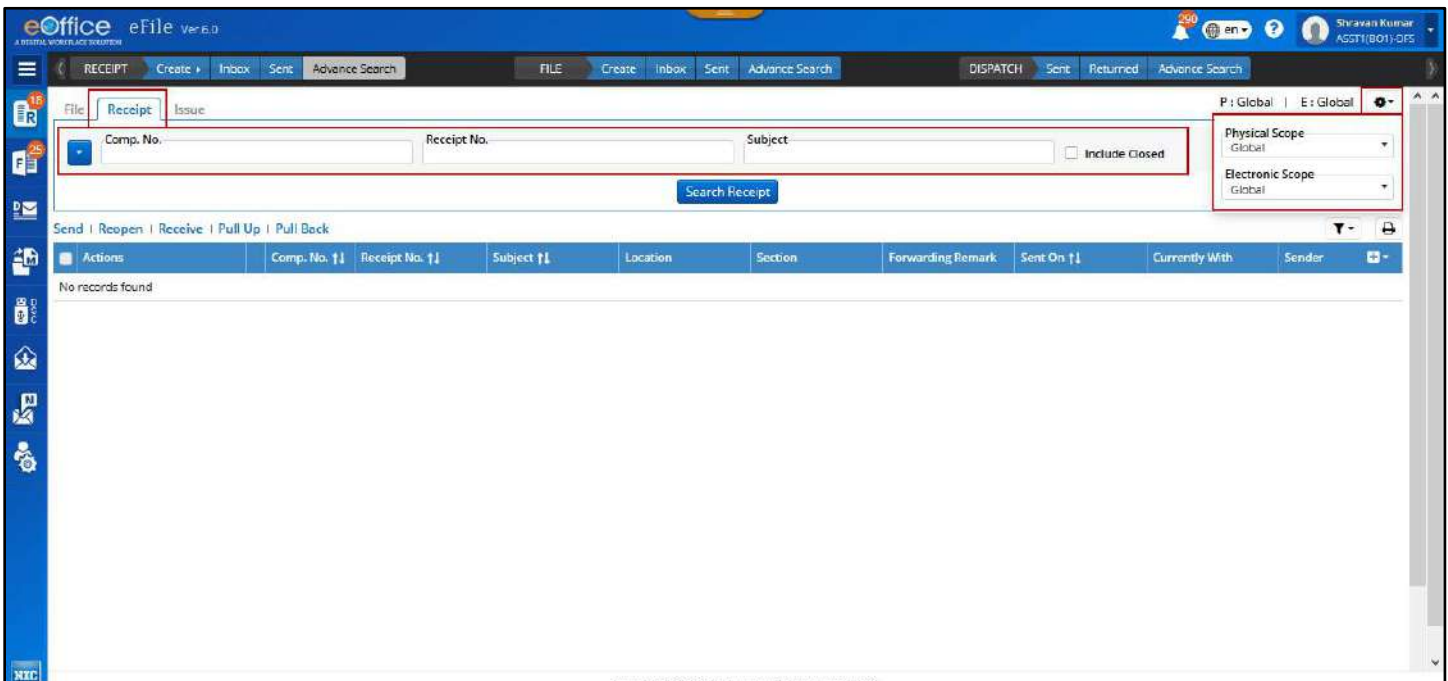 290
eOffice eFile Ver.6.0 en ? Shravan Kumar
A DIGITAL WORKPLACE SOLUTION ASST1(BO1)-DFS
RECEIPT Create Inbox Sent Advance Search FILE Create Inbox Sent Advance Search DISPATCH Sent Returned Advance Search
18
R
25
F
D
M
DSC
N
NIC
File Receipt Issue P : Global | E : Global
Comp. No. Receipt No. Subject Include Closed
Physical Scope
Global
Electronic Scope
Global
Search Receipt
Send | Reopen | Receive | Pull Up | Pull Back
Actions Comp. No. Receipt No. Subject Location Section Forwarding Remark Sent On Currently With Sender
No records found